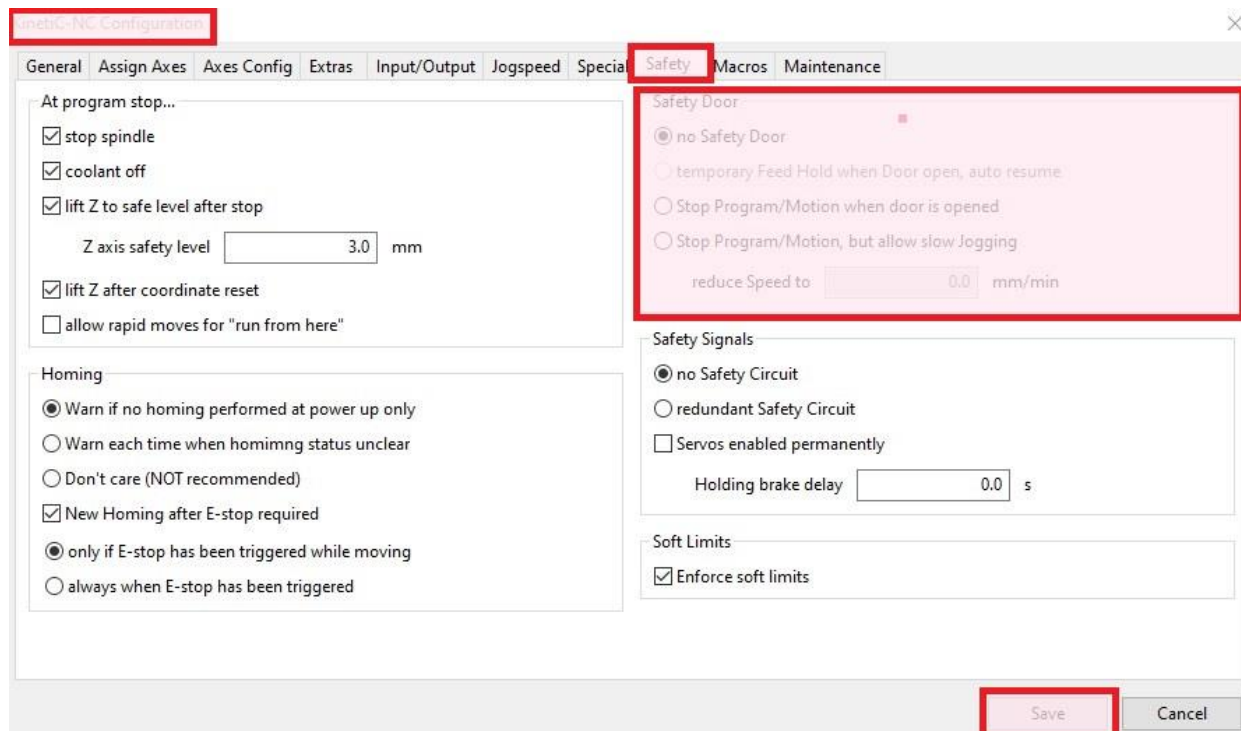 KinetiC-NC Configuration
General Assign Axes Axes Config Extras Input/Output Jogspeed Special Safety Macros Maintenance
At program stop...
stop spindle
coolant off
lift Z to safe level after stop
Z axis safety level 3.0 mm
lift Z after coordinate reset
allow rapid moves for "run from here"
Homing
Warn if no homing performed at power up only
Warn each time when homimng status unclear
Don't care (NOT recommended)
New Homing after E-stop required
only if E-stop has been triggered while moving
always when E-stop has been triggered
Safety Door
no Safety Door
temporary Feed Hold when Door open, auto resume
Stop Program/Motion when door is opened
Stop Program/Motion, but allow slow Jogging
reduce Speed to 0.0 mm/min
Safety Signals
no Safety Circuit
redundant Safety Circuit
Servos enabled permanently
Holding brake delay 0.0 s
Soft Limits
Enforce soft limits
Save Cancel